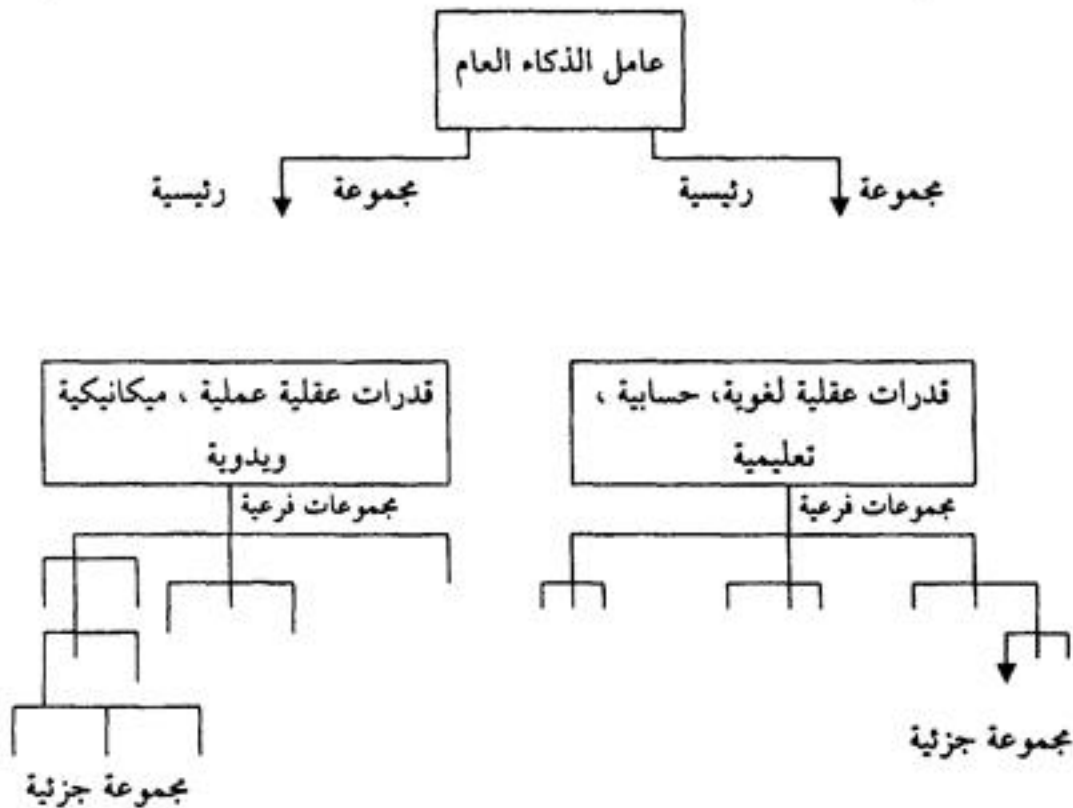 عامل الذكاء العام
مجموعة رئيسية
مجموعة رئيسية
قدرات عقلية لغوية، حسابية ،
تعليمية
قدرات عقلية عملية ، ميكانيكية
ويدوية
مجموعات فرعية
مجموعات فرعية
مجموعة جزئية
مجموعة جزئية